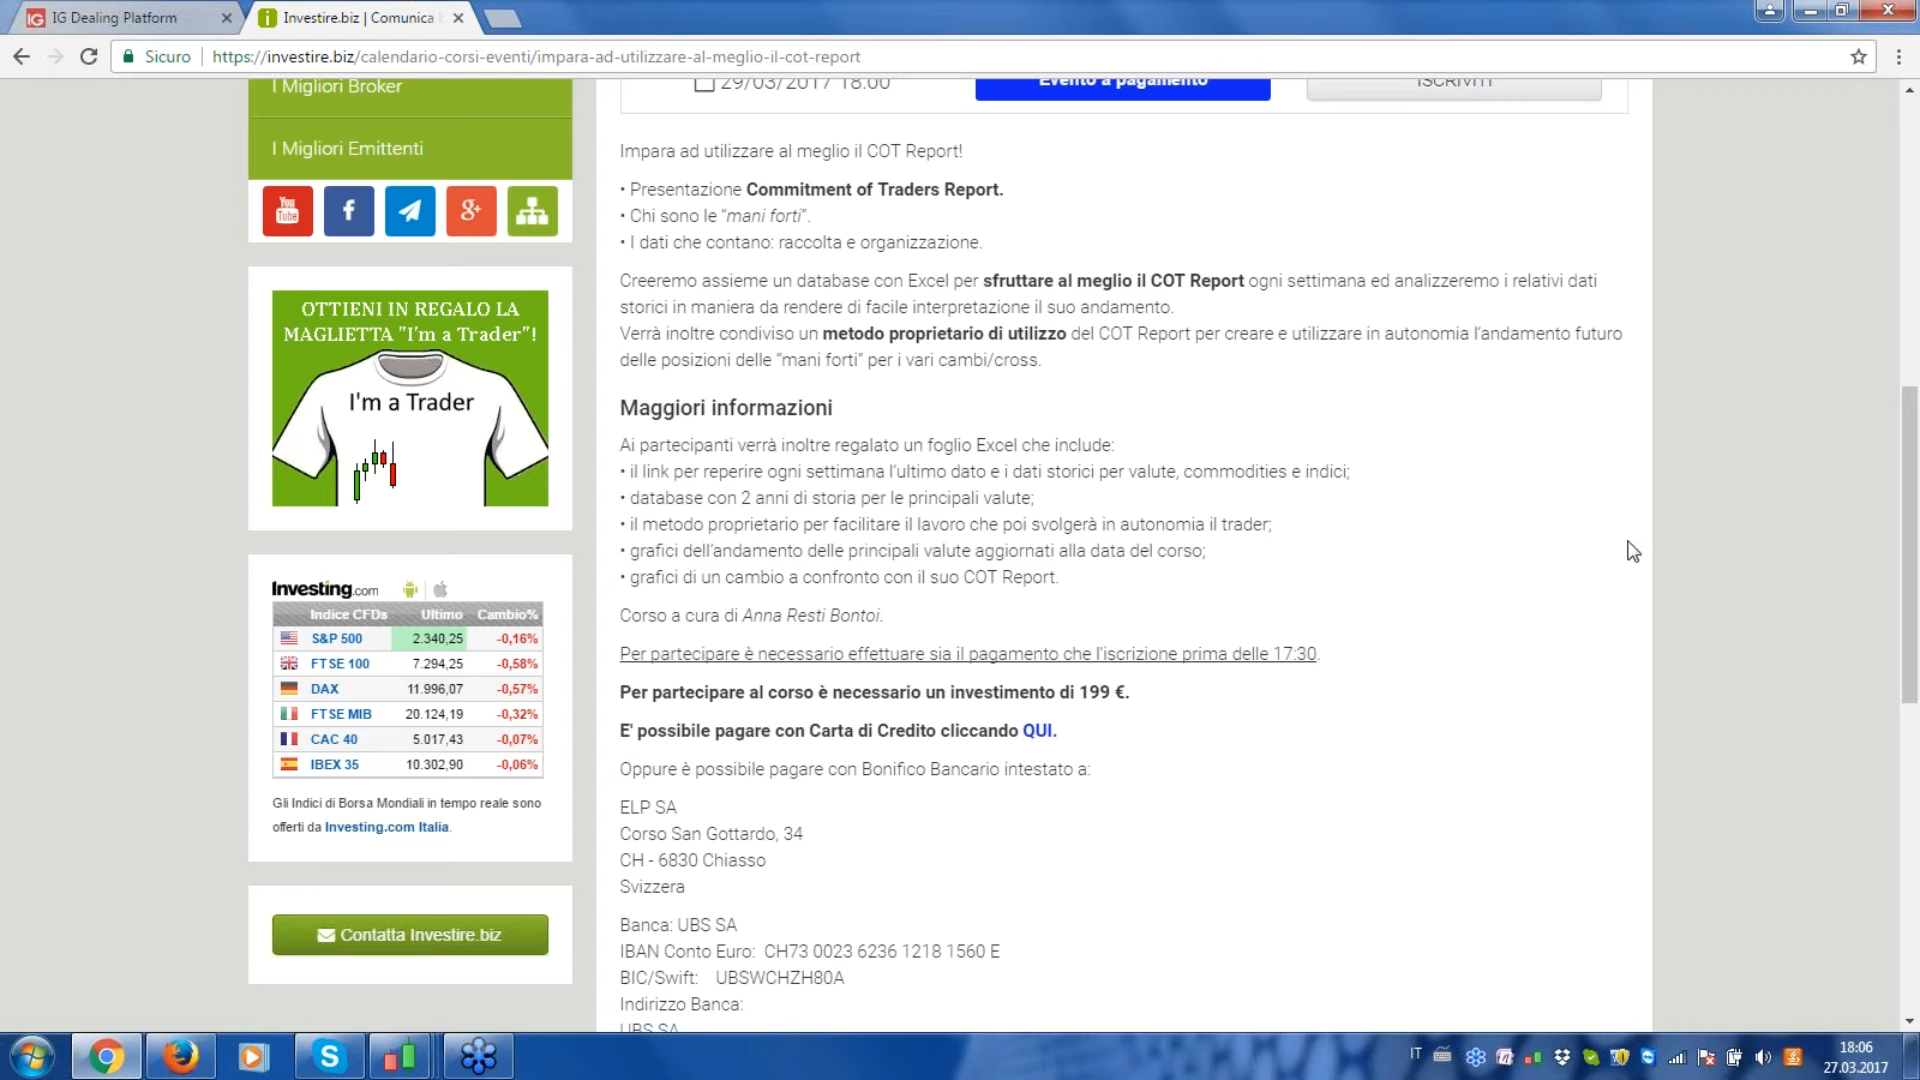 IG Dealing Platform
Investire.biz | Comunica
Sicuro https://investire.biz/calendario-corsi-eventi/impara-ad-utilizzare-al-meglio-il-cot-report
I Migliori Broker
I Migliori Emittenti
You
Tube
OTTIENI IN REGALO LA
MAGLIETTA "I'm a Trader"!
I'm a Trader
Investing.com
Indice CFDs Ultimo Cambio%
S&P 500 2.340,25 -0,16%
FTSE 100 7.294,25 -0,58%
DAX 11.996,07 -0,57%
FTSE MIB 20.124,19 -0,32%
CAC 40 5.017,43 -0,07%
IBEX 35 10.302,90 -0,06%
Gli Indici di Borsa Mondiali in tempo reale sono
offerti da Investing.com Italia.
Contatta Investire.biz
29/03/2017 18.00 Evento a pagamento ISCRIVITI
Impara ad utilizzare al meglio il COT Report!
• Presentazione Commitment of Traders Report.
• Chi sono le “mani forti”.
• I dati che contano: raccolta e organizzazione.
Creeremo assieme un database con Excel per sfruttare al meglio il COT Report ogni settimana ed analizzeremo i relativi dati
storici in maniera da rendere di facile interpretazione il suo andamento.
Verrà inoltre condiviso un metodo proprietario di utilizzo del COT Report per creare e utilizzare in autonomia l’andamento futuro
delle posizioni delle “mani forti” per i vari cambi/cross.
Maggiori informazioni
Ai partecipanti verrà inoltre regalato un foglio Excel che include:
• il link per reperire ogni settimana l’ultimo dato e i dati storici per valute, commodities e indici;
• database con 2 anni di storia per le principali valute;
• il metodo proprietario per facilitare il lavoro che poi svolgerà in autonomia il trader;
• grafici dell’andamento delle principali valute aggiornati alla data del corso;
• grafici di un cambio a confronto con il suo COT Report.
Corso a cura di Anna Resti Bontoi.
Per partecipare è necessario effettuare sia il pagamento che l'iscrizione prima delle 17:30.
Per partecipare al corso è necessario un investimento di 199 €.
E' possibile pagare con Carta di Credito cliccando QUI.
Oppure è possibile pagare con Bonifico Bancario intestato a:
ELP SA
Corso San Gottardo, 34
CH - 6830 Chiasso
Svizzera
Banca: UBS SA
IBAN Conto Euro: CH73 0023 6236 1218 1560 E
BIC/Swift: UBSWCHZH80A
Indirizzo Banca:
UBS SA
IT
18:06
27.03.2017